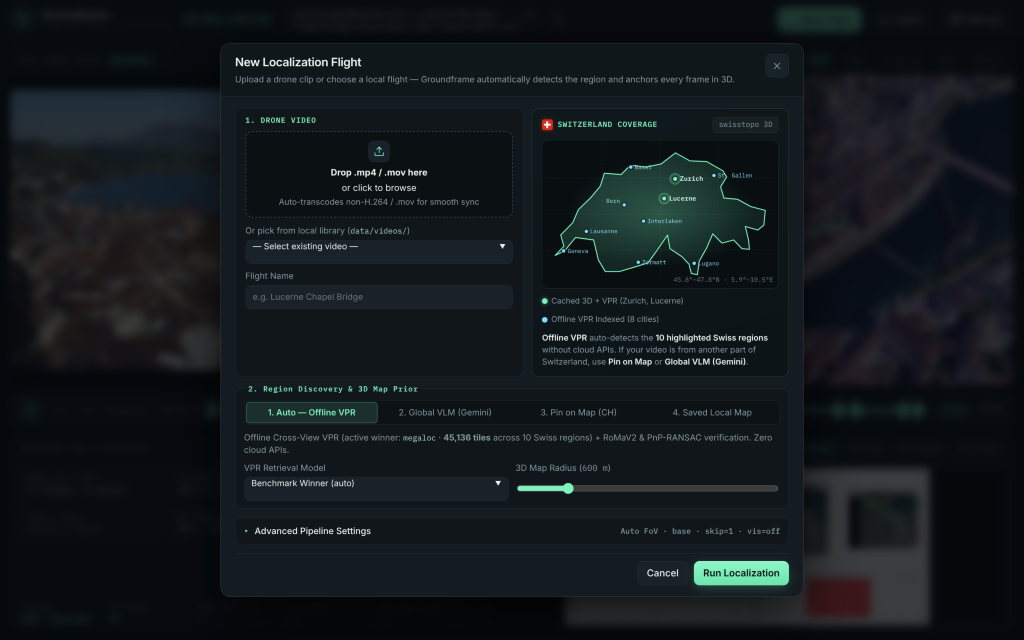 New Localization Flight
Upload a drone clip or choose a local flight — Groundframe automatically detects the region and anchors every frame in 3D.
1. DRONE VIDEO
Drop .mp4 / .mov here
or click to browse
Auto-transcodes non-H.264 / .mov for smooth sync
Or pick from local library (data/videos/)
— Select existing video —
Flight Name
e.g. Lucerne Chapel Bridge
SWITZERLAND COVERAGE
swisstopo 3D
Basel
Zurich
St. Gallen
Lucerne
Bern
Interlaken
Lausanne
Geneva
Zermatt
Lugano
45.8°–47.8°N · 5.9°–10.5°E
Cached 3D + VPR (Zurich, Lucerne)
Offline VPR Indexed (8 cities)
Offline VPR auto-detects the 10 highlighted Swiss regions
without cloud APIs. If your video is from another part of
Switzerland, use Pin on Map or Global VLM (Gemini).
2. Region Discovery & 3D Map Prior
1. Auto — Offline VPR
2. Global VLM (Gemini)
3. Pin on Map (CH)
4. Saved Local Map
Offline Cross-View VPR (active winner: megaloc · 45,136 tiles across 10 Swiss regions) + RoMaV2 & PnP-RANSAC verification. Zero
cloud APIs.
VPR Retrieval Model
Benchmark Winner (auto)
3D Map Radius (600 m)
Advanced Pipeline Settings
Auto FoV · base · skip=1 · vis=off
Cancel
Run Localization